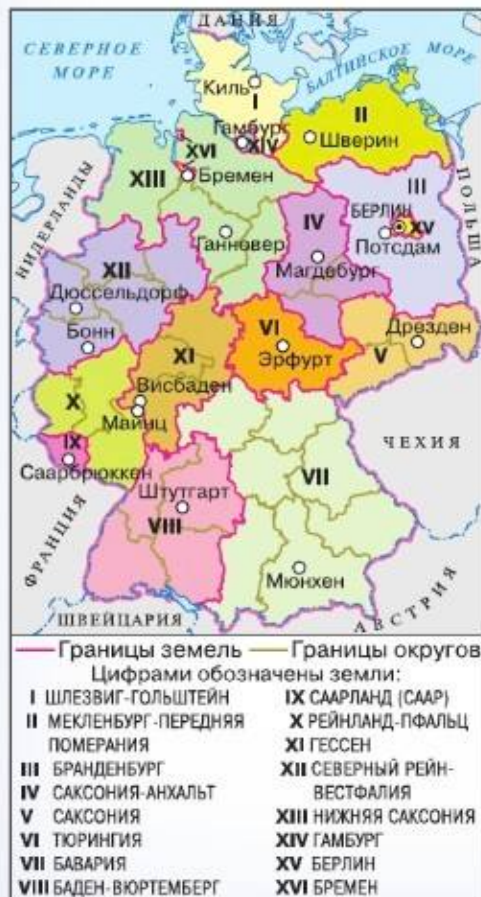 ДАНИЯ
СЕВЕРНОЕ
МОРЕ
БАЛТИЙСКОЕ МОРЕ
Киль
I
II
Гамбург
XIV
Шверин
XVI
Бремен
XIII
III
ПОЛЬША
НИДЕРЛАНДЫ
IV
БЕРЛИН
XV
Ганновер
Потсдам
XII
Магдебург
Дюссельдорф
Дрезден
Бонн
VI
V
XI
Эрфурт
X
Висбаден
Майнц
IX
Саарбрюккен
ЧЕХИЯ
Штутгарт
VII
VIII
ФРАНЦИЯ
Мюнхен
АВСТРИЯ
ШВЕЙЦАРИЯ
Границы земель
Границы округов
Цифрами обозначены земли:
I ШЛЕЗВИГ-ГОЛЬШТЕЙН
II МЕКЛЕНБУРГ-ПЕРЕДНЯЯ
ПОМЕРАНИЯ
III БРАНДЕНБУРГ
IV САКСОНИЯ-АНХАЛЬТ
V САКСОНИЯ
VI ТЮРИНГИЯ
VII БАВАРИЯ
VIII БАДЕН-ВЮРТЕМБЕРГ
IX СААРЛАНД (СААР)
X РЕЙНЛАНД-ПФАЛЬЦ
XI ГЕССЕН
XII СЕВЕРНЫЙ РЕЙН-
ВЕСТФАЛИЯ
XIII НИЖНЯЯ САКСОНИЯ
XIV ГАМБУРГ
XV БЕРЛИН
XVI БРЕМЕН